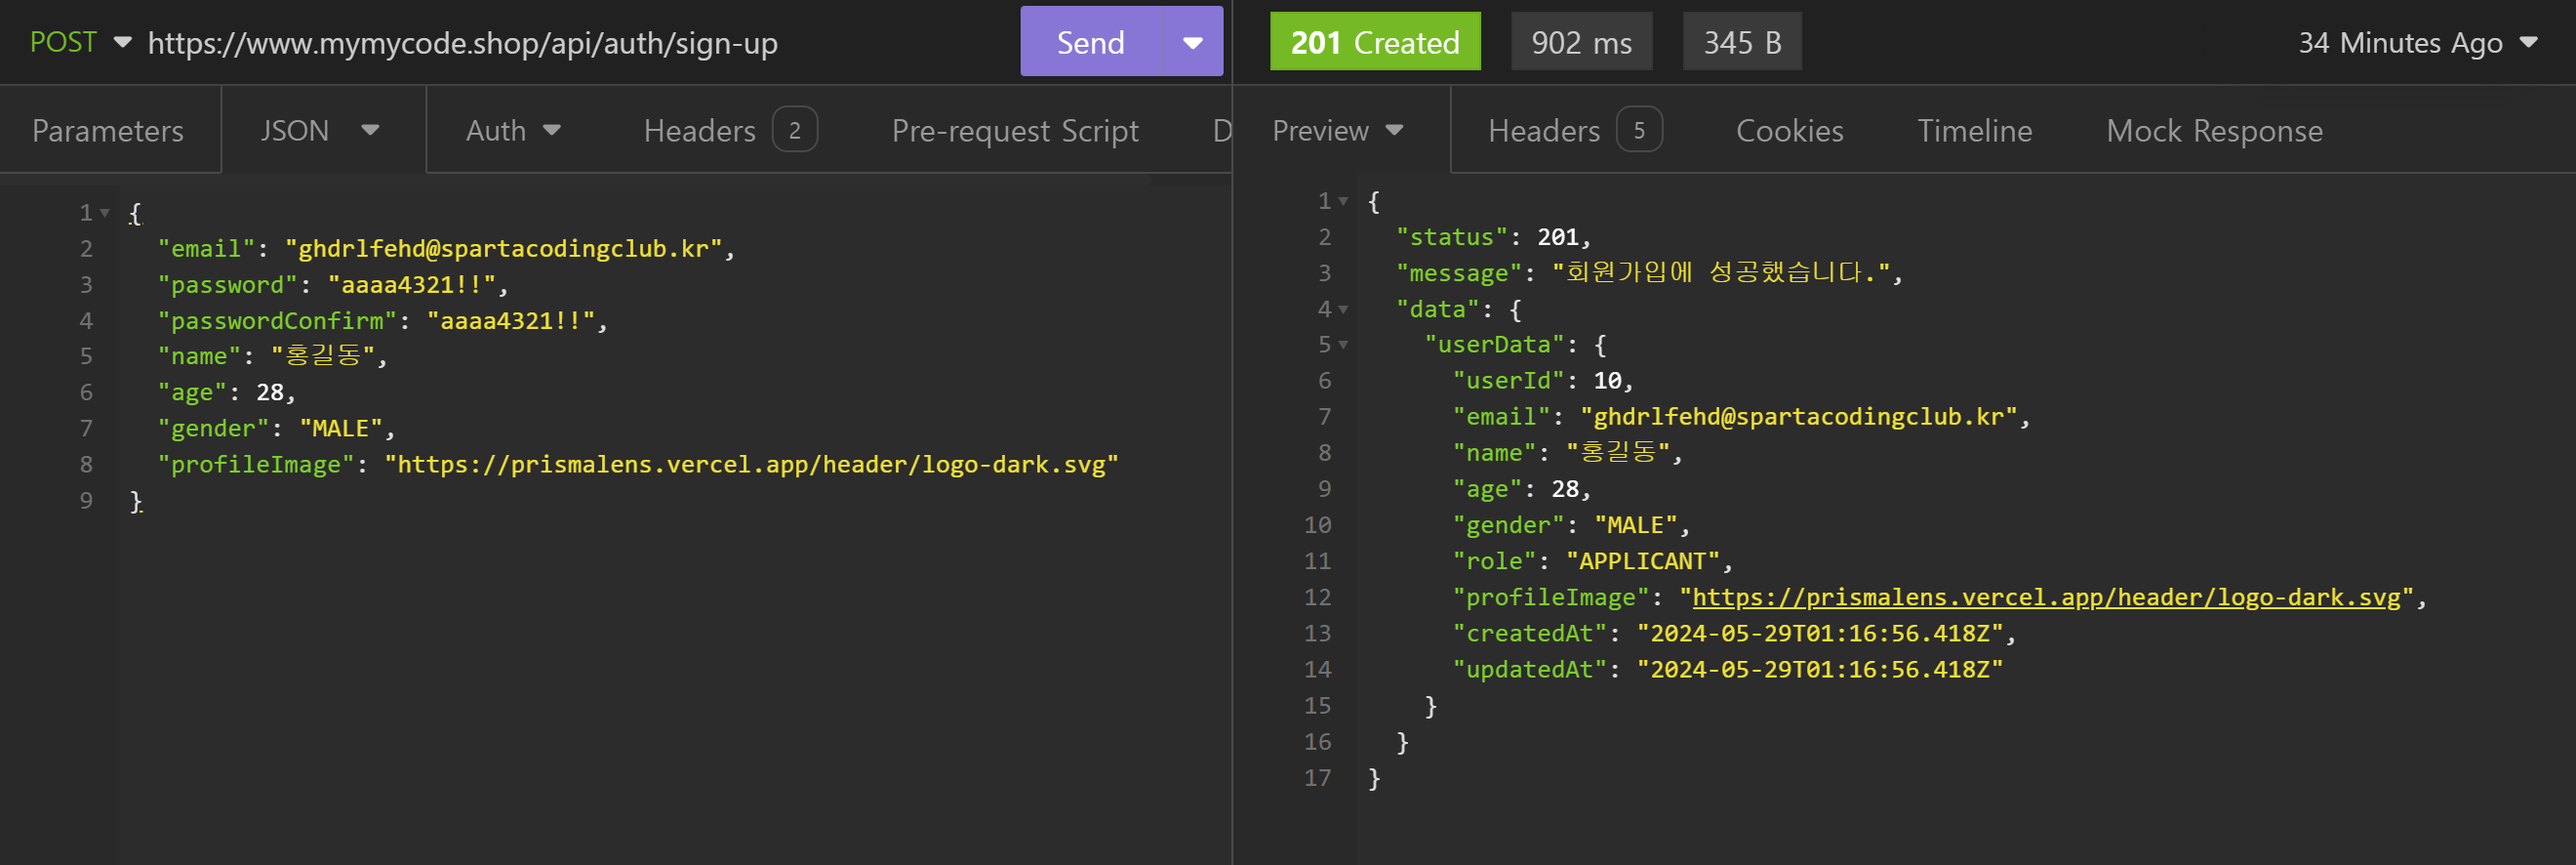 POST https://www.mymycode.shop/api/auth/sign-up Send
Parameters JSON Auth Headers 2 Pre-request Script D
1 {
2 "email": "ghdrlfehd@spartacodingclub.kr",
3 "password": "aaaa4321!!",
4 "passwordConfirm": "aaaa4321!!",
5 "name": "홍길동",
6 "age": 28,
7 "gender": "MALE",
8 "profileImage": "https://prismalens.vercel.app/header/logo-dark.svg"
9 }
201 Created 902 ms 345 B 34 Minutes Ago
Preview Headers 5 Cookies Timeline Mock Response
1 {
2 "status": 201,
3 "message": "회원가입에 성공했습니다.",
4 "data": {
5 "userData": {
6 "userId": 10,
7 "email": "ghdrlfehd@spartacodingclub.kr",
8 "name": "홍길동",
9 "age": 28,
10 "gender": "MALE",
11 "role": "APPLICANT",
12 "profileImage": "https://prismalens.vercel.app/header/logo-dark.svg",
13 "createdAt": "2024-05-29T01:16:56.418Z",
14 "updatedAt": "2024-05-29T01:16:56.418Z"
15 }
16 }
17 }